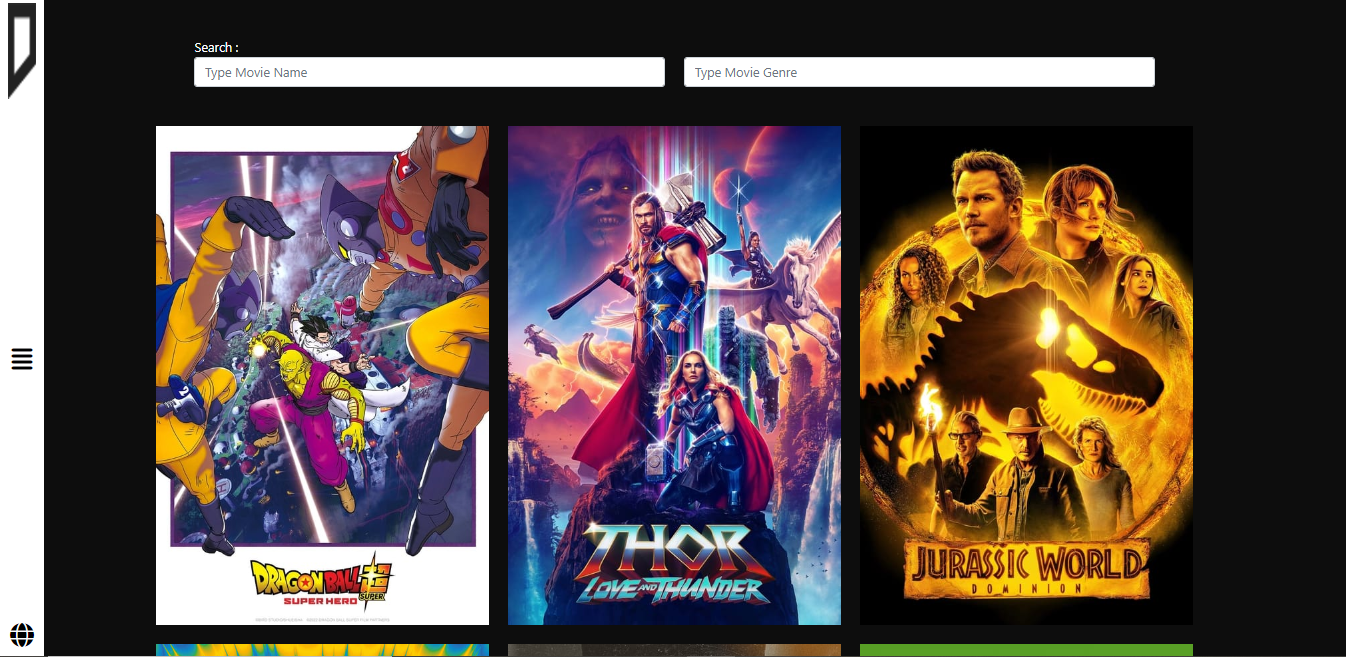 Search :
Type Movie Name
Type Movie Genre
DRAGON BALL 超
SUPER
SUPER HERO
THOR
LOVE AND THUNDER
JURASSIC WORLD
DOMINION